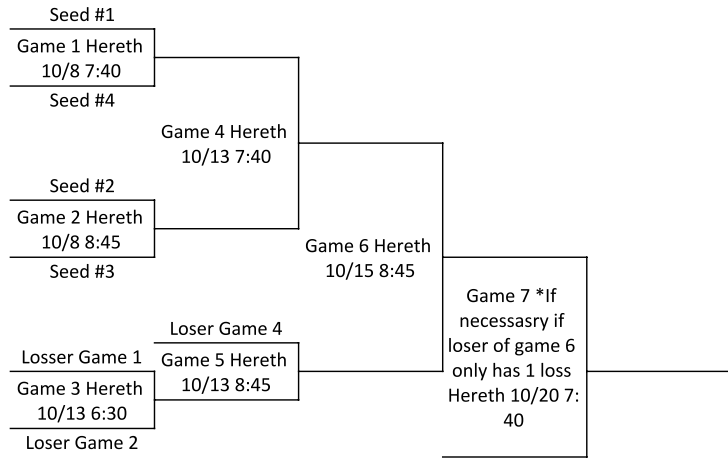 Seed #1
Game 1 Hereth
10/8 7:40
Seed #4
Game 4 Hereth
10/13 7:40
Seed #2
Game 2 Hereth
10/8 8:45
Seed #3
Game 6 Hereth
10/15 8:45
Game 7 *If
necessasry if
loser of game 6
only has 1 loss
Hereth 10/20 7:
40
Loser Game 4
Game 5 Hereth
10/13 8:45
Losser Game 1
Game 3 Hereth
10/13 6:30
Loser Game 2